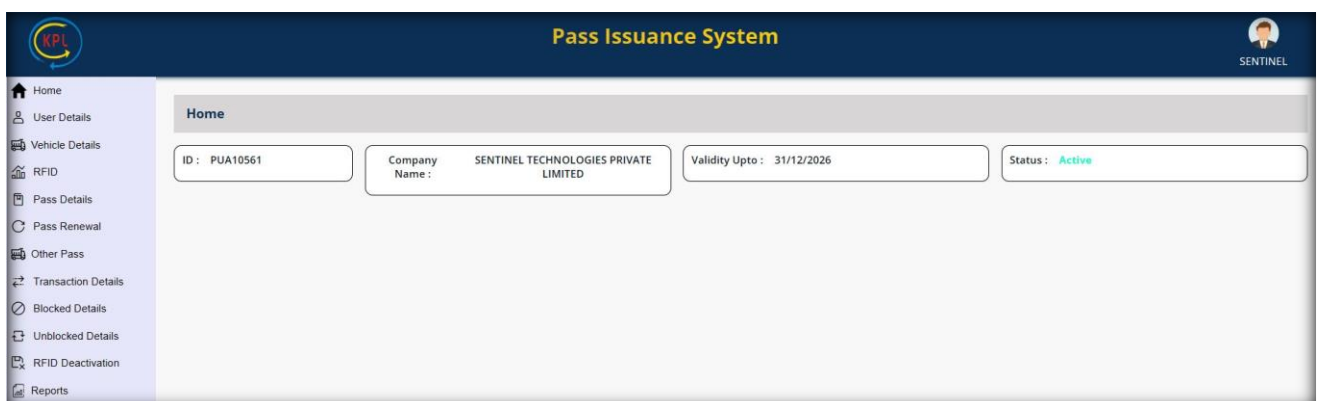 KPL
Pass Issuance System
SENTINEL
Home
User Details
Vehicle Details
RFID
Pass Details
Pass Renewal
Other Pass
Transaction Details
Blocked Details
Unblocked Details
RFID Deactivation
Reports
Home
ID : PUA10561
Company Name : SENTINEL TECHNOLOGIES PRIVATE LIMITED
Validity Upto : 31/12/2026
Status : Active